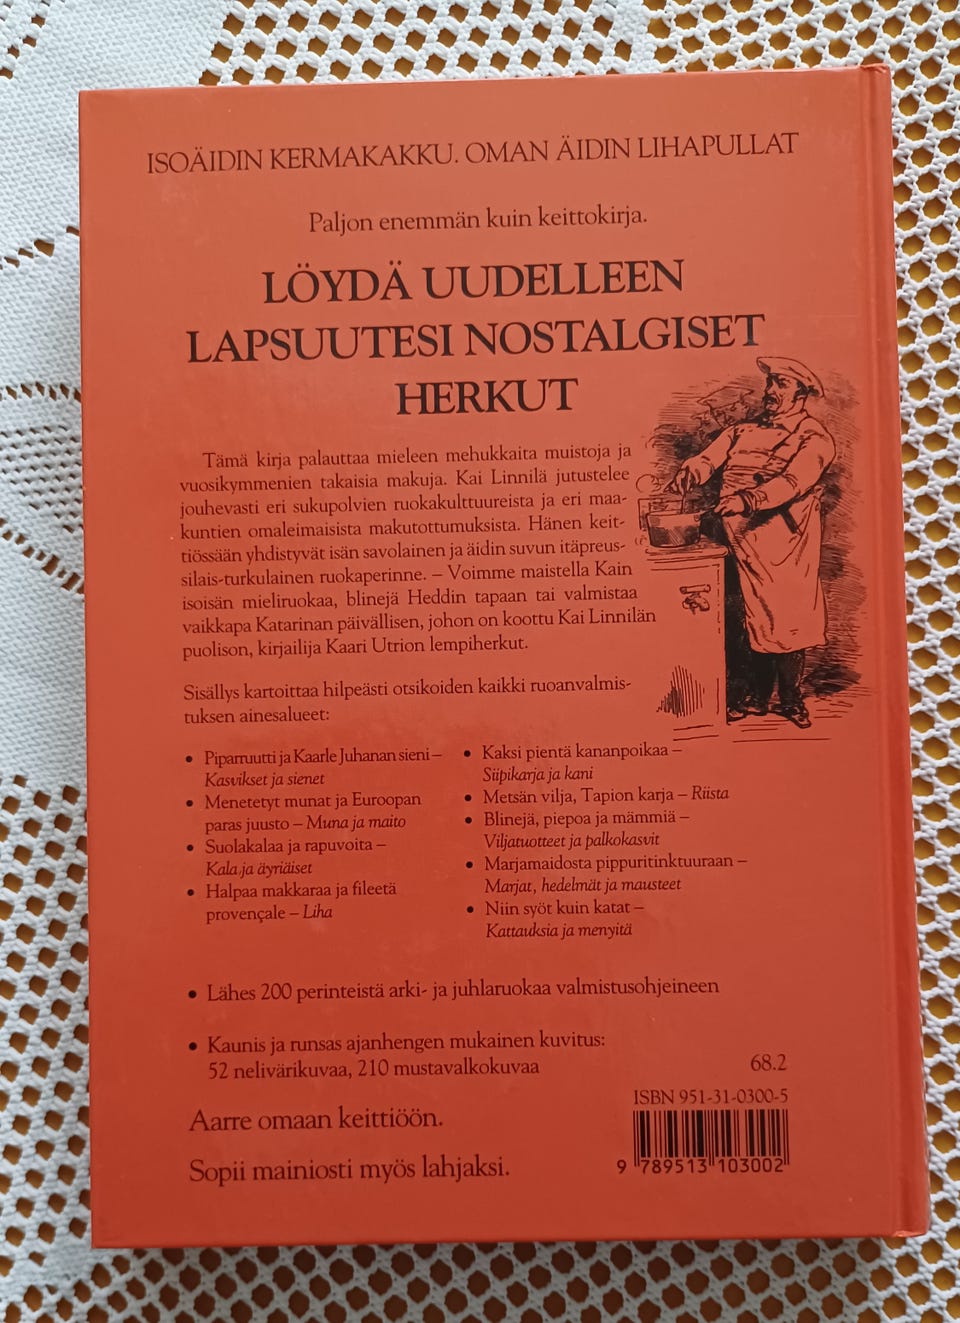 ISOÄIDIN KERMAKAKKU. OMAN ÄIDIN LIHAPULLAT
Paljon enemmän kuin keittokirja.
LÖYDÄ UUDELLEEN
LAPSUUTESI NOSTALGISET
HERKUT
Tämä kirja palauttaa mieleen mehukkaita muistoja ja
vuosikymmenien takaisia makuja. Kai Linnilä jutustelee
jouhevasti eri sukupolvien ruokakulttuureista ja eri maa-
kuntien omaleimaisista makutottumuksista. Hänen keit-
tiössään yhdistyvät isän savolainen ja äidin suvun itäpreus-
silais-turkulainen ruokaperinne. – Voimme maistella Kain
isoisän mieliruokaa, blinejä Heddin tapaan tai valmistaa
vaikkapa Katarinan päivällisen, johon on koottu Kai Linnilän
puolison, kirjailija Kaari Utrion lempiherkut.
Sisällys kartoittaa hilpeästi otsikoiden kaikki ruoanvalmis-
tuksen ainesalueet:
• Piparruutti ja Kaarle Juhanan sieni –
Kasvikset ja sienet
• Menetetyt munat ja Euroopan
paras juusto – Muna ja maito
• Suolakalaa ja rapuvoita –
Kala ja äyriäiset
• Halpaa makkaraa ja fileetä
provençale – Liha
• Kaksi pientä kananpoikaa –
Siipikarja ja kani
• Metsän vilja, Tapion karja – Riista
• Blinejä, piepoa ja mämmiä –
Viljatuotteet ja palkokasvit
• Marjamaidosta pippuritinktuuraan –
Marjat, hedelmät ja mausteet
• Niin syöt kuin katat –
Kattauksia ja menyitä
• Lähes 200 perinteistä arki- ja juhlaruokaa valmistusohjeineen
• Kaunis ja runsas ajanhengen mukainen kuvitus:
52 nelivärikuvaa, 210 mustavalkokuvaa
Aarre omaan keittiöön.
Sopii mainiosti myös lahjaksi.
68.2
ISBN 951-31-0300-5
9 789513 103002